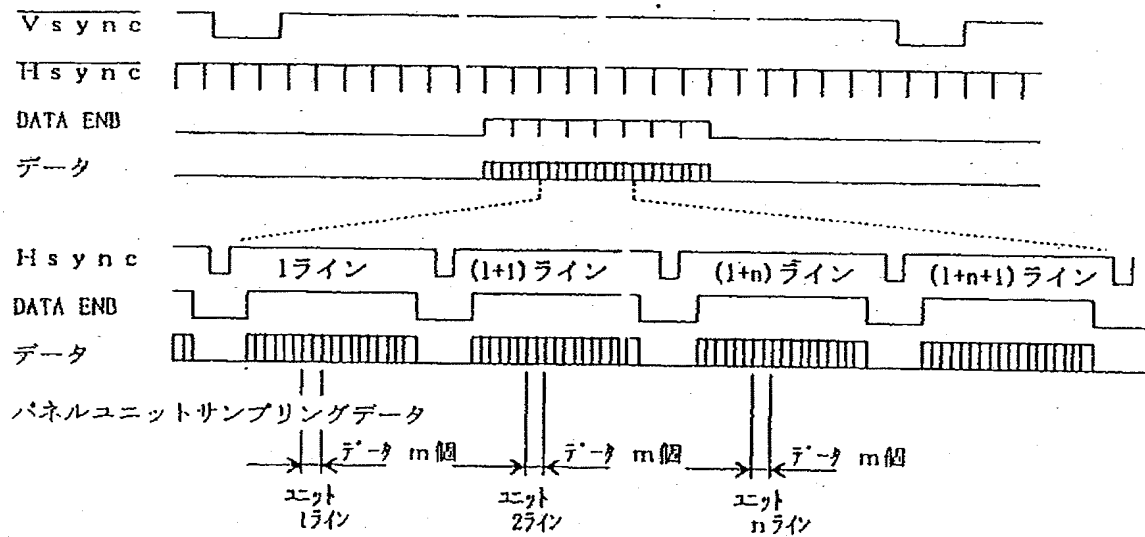 Vsync
Hsync
DATA ENB
データ
Hsync
1ライン (1+1)ライン (1+n)ライン (1+n+1)ライン
DATA ENB
データ
パネルユニットサンプリングデータ
データ m個 データ m個 データ m個
ユニット ユニット ユニット
1ライン 2ライン nライン